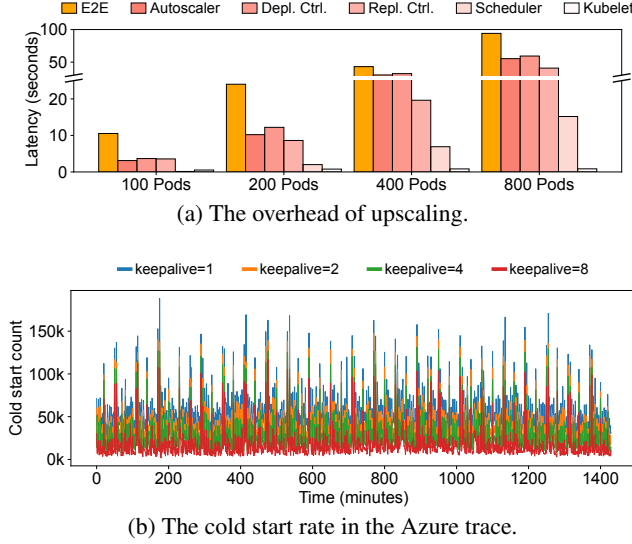 E2E Autoscaler Depl. Ctrl. Repl. Ctrl. Scheduler Kubelet
Latency (seconds)
100
50
20
10
0
100 Pods 200 Pods 400 Pods 800 Pods
(a) The overhead of upscaling.
keepalive=1 keepalive=2 keepalive=4 keepalive=8
Cold start count
150k
100k
50k
0k
0 200 400 600 800 1000 1200 1400
Time (minutes)
(b) The cold start rate in the Azure trace.